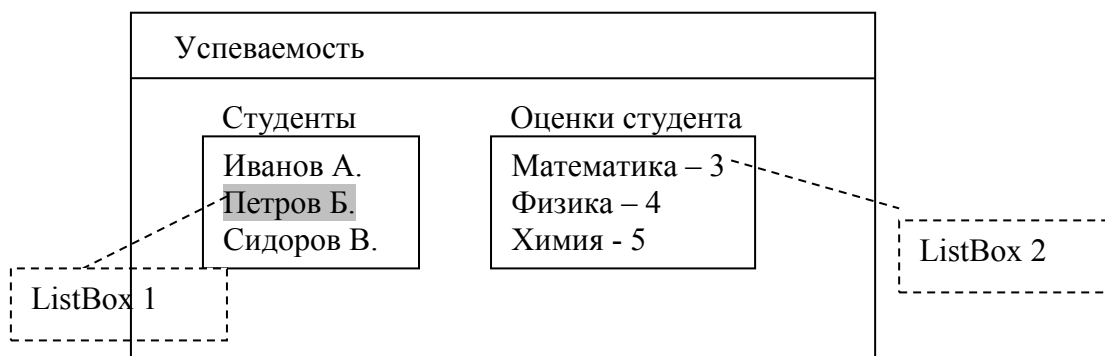 Успеваемость
Студенты
Оценки студента
Иванов А.
Петров Б.
Сидоров В.
Математика – 3
Физика – 4
Химия - 5
ListBox 1
ListBox 2